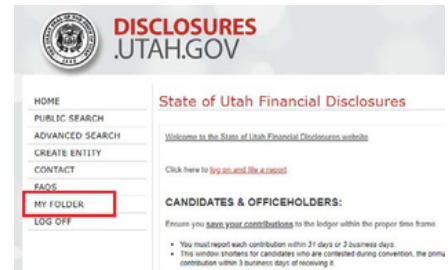 DISCLOSURES
.UTAH.GOV
HOME
PUBLIC SEARCH
ADVANCED SEARCH
CREATE ENTITY
CONTACT
FAQS
MY FOLDER
LOG OFF
State of Utah Financial Disclosures
Welcome to the State of Utah Financial Disclosures website
Click here to log on and file a report.
CANDIDATES & OFFICEHOLDERS:
Ensure you save your contributions to the ledger within the proper time frame.
• You must report each contribution within 31 days or 3 business days.
• This window shortens for candidates who are contested during convention, the
contribution within 3 business days of receiving it